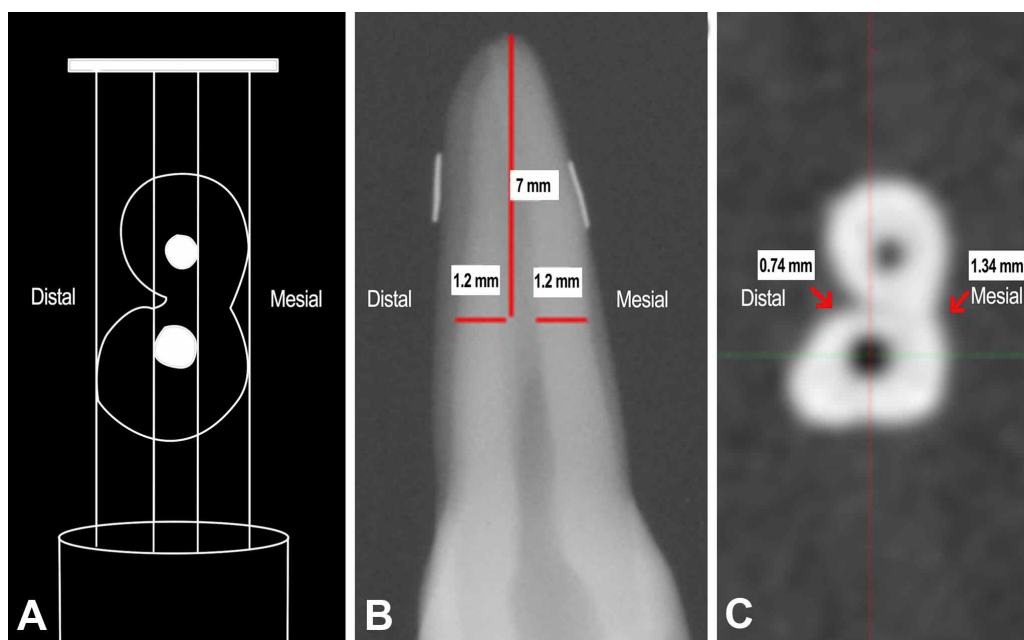 Distal
Mesial
A
7 mm
1.2 mm
1.2 mm
Distal
Mesial
B
0.74 mm
1.34 mm
Distal
Mesial
C